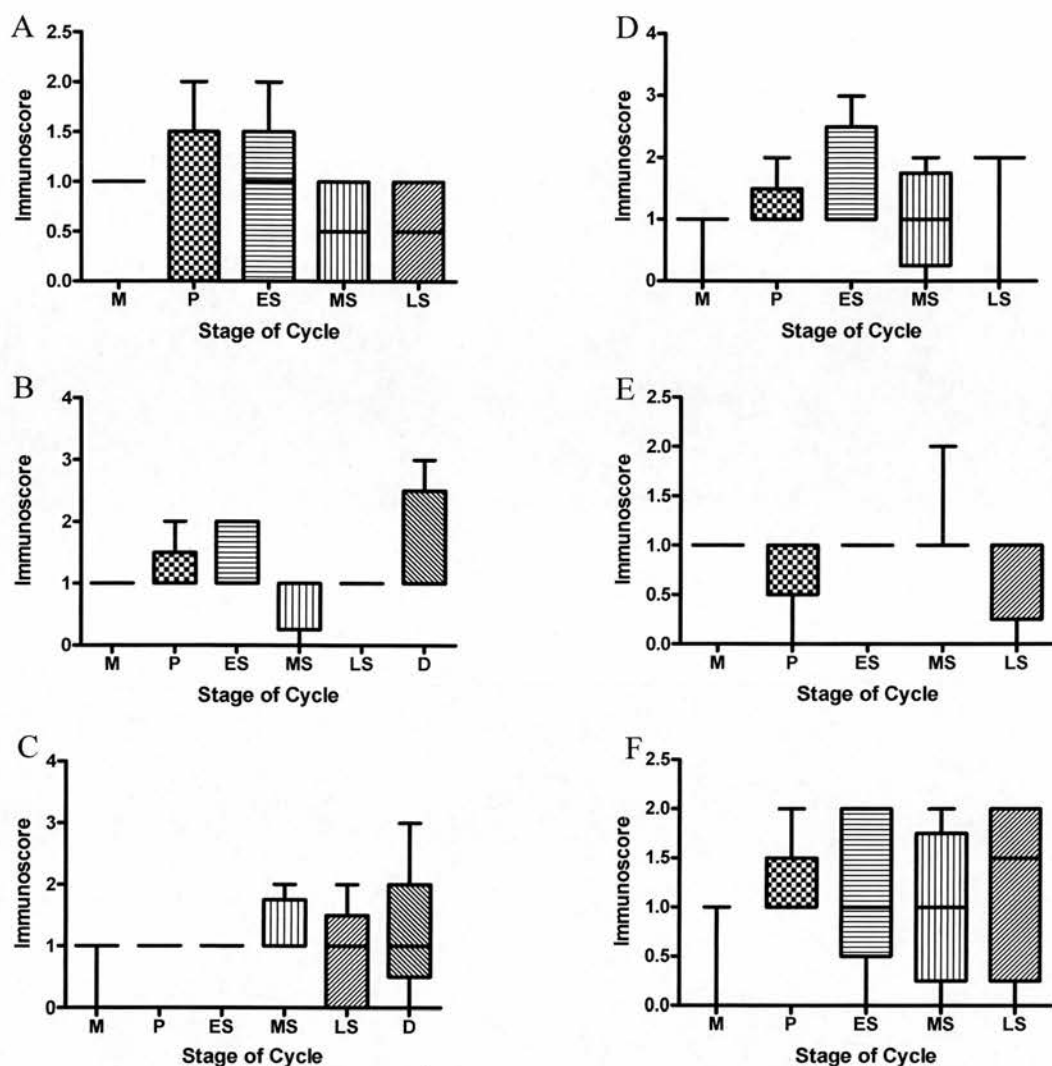 A
Immunoscore
2.5
2.0
1.5
1.0
0.5
0.0
M P ES MS LS
Stage of Cycle
B
Immunoscore
4
3
2
1
0
M P ES MS LS D
Stage of Cycle
C
Immunoscore
4
3
2
1
0
M P ES MS LS D
Stage of Cycle
D
Immunoscore
4
3
2
1
0
M P ES MS LS
Stage of Cycle
E
Immunoscore
2.5
2.0
1.5
1.0
0.5
0.0
M P ES MS LS
Stage of Cycle
F
Immunoscore
2.5
2.0
1.5
1.0
0.5
0.0
M P ES MS LS
Stage of Cycle